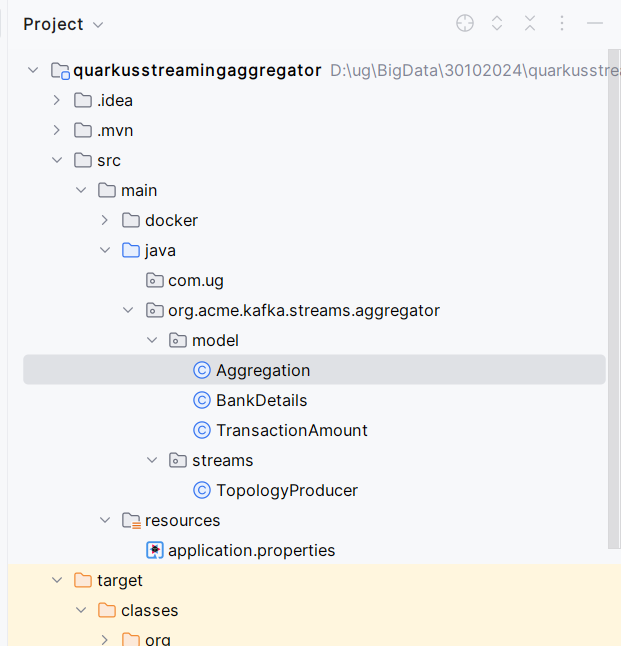 Project
quarkusstreamingaggregator D:\ug\BigData\30102024\quarkusstre
.idea
.mvn
src
main
docker
java
com.ug
org.acme.kafka.streams.aggregator
model
Aggregation
BankDetails
TransactionAmount
streams
TopologyProducer
resources
application.properties
target
classes
org